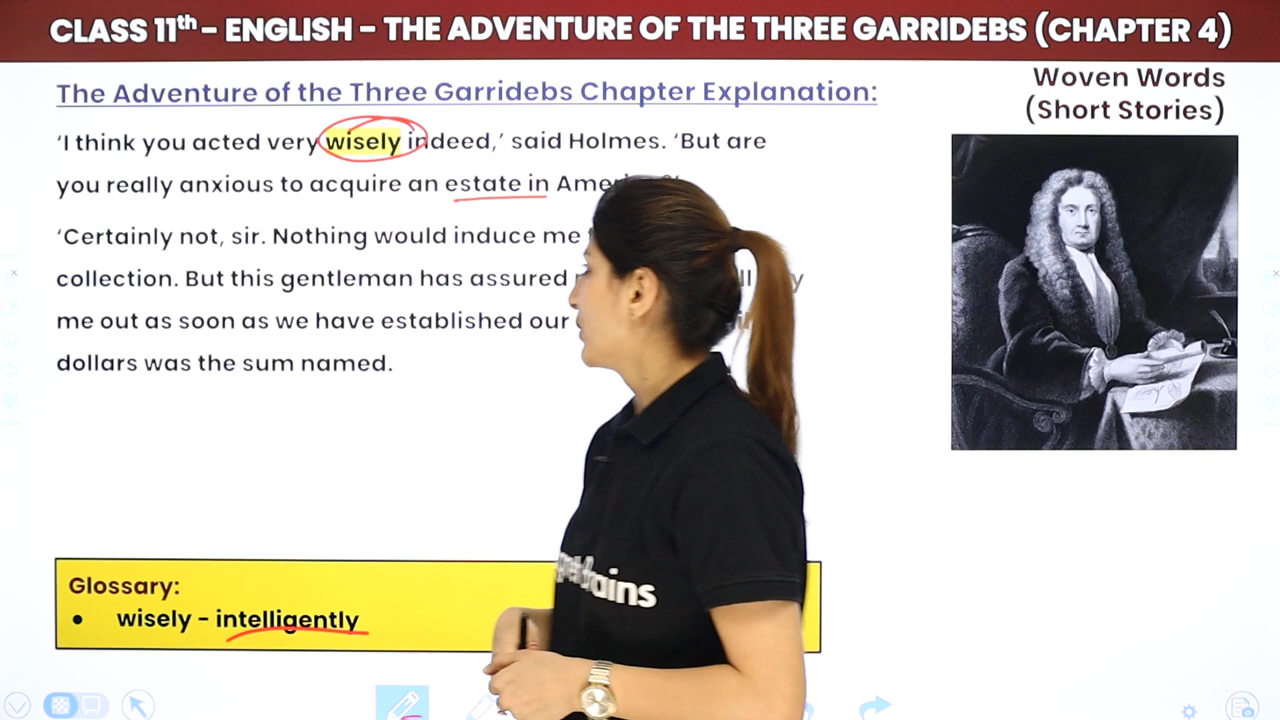 CLASS 11th - ENGLISH - THE ADVENTURE OF THE THREE GARRIDEBS (CHAPTER 4)
The Adventure of the Three Garridebs Chapter Explanation:
Woven Words
(Short Stories)
‘I think you acted very wisely indeed,’ said Holmes. ‘But are
you really anxious to acquire an estate in
‘Certainly not, sir. Nothing would induce me
collection. But this gentleman has assured
me out as soon as we have established our
dollars was the sum named.
Glossary:
• wisely - intelligently